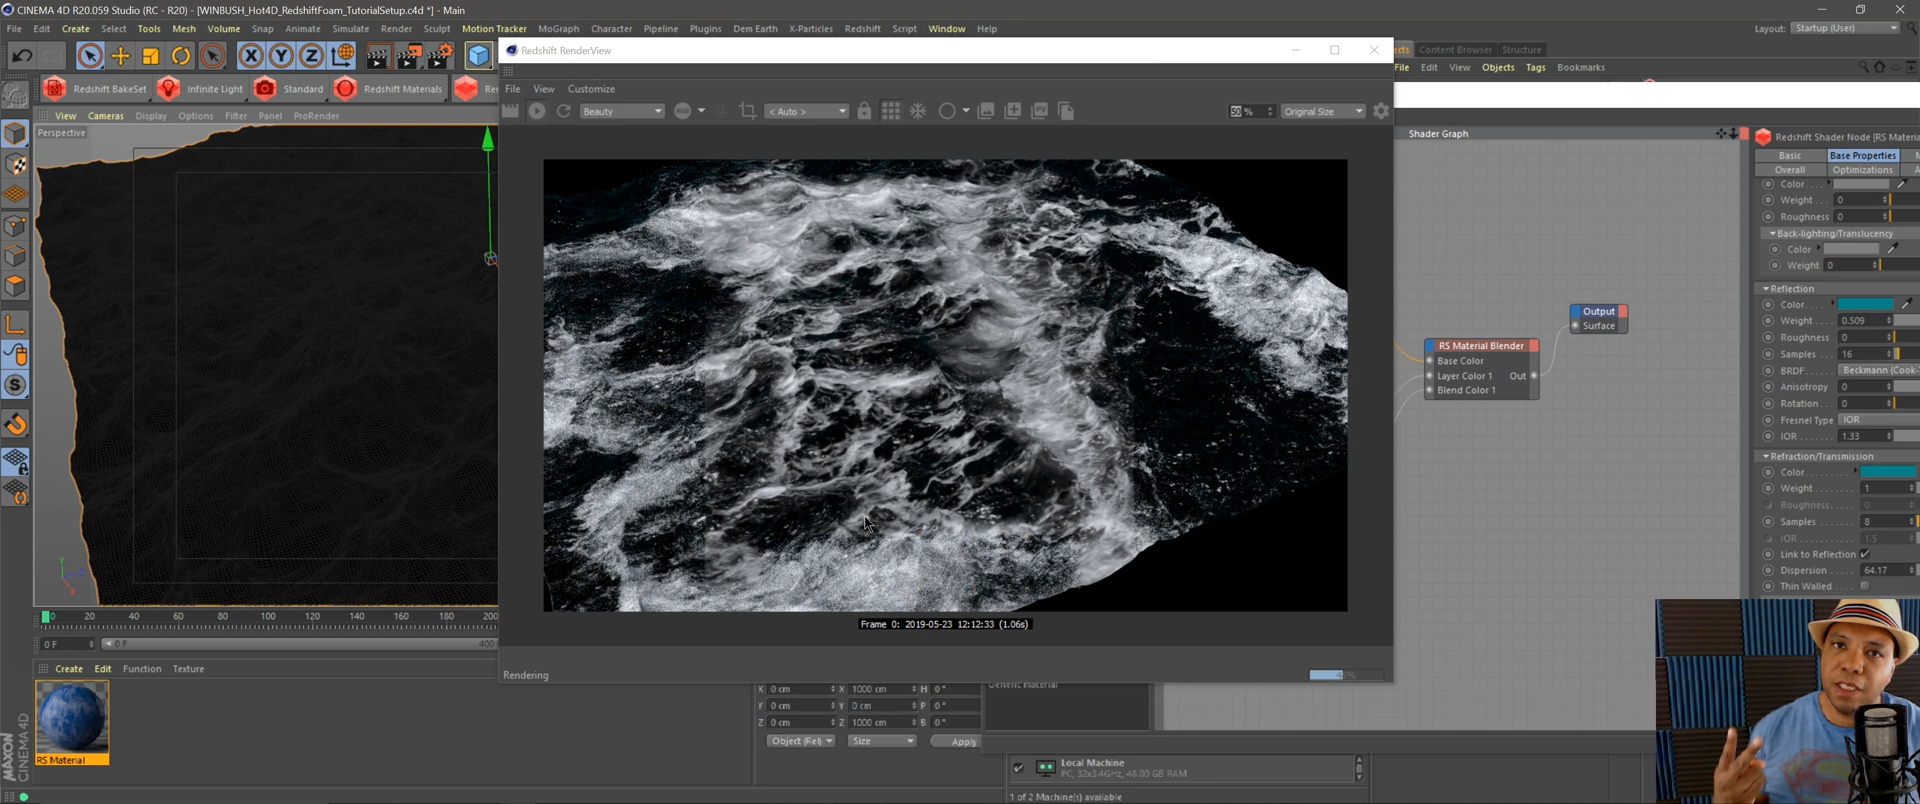 CINEMA 4D R20.059 Studio (RC - R20) - [WINBUSH_Hot4D_RedshiftFoam_TutorialSetup.c4d *] - Main
File Edit Create Select Tools Mesh Volume Snap Animate Simulate Render Sculpt Motion Tracker MoGraph Character Pipeline Plugins Dem Earth X-Particles Redshift Script Window Help
Layout: Startup (User)
Redshift RenderView
Content Browser Structure
File Edit View Objects Tags Bookmarks
Redshift BakeSet Infinite Light Standard Redshift Materials
File View Customize
Beauty < Auto > 50 % Original Size
View Cameras Display Options Filter Panel ProRender
Perspective
Shader Graph
Redshift Shader Node [RS Materia
Basic Base Properties
Overall Optimizations
Color
Weight 0
Roughness 0
Back-lighting/Translucency
Color
Weight 0
Reflection
Color
Weight 0.509
Roughness 0
Samples 16
BRDF Beckmann (Cook-
Anisotropy 0
Rotation 0
Fresnel Type IOR
IOR 1.33
Refraction/Transmission
Color
Weight 1
Roughness 0
Samples 8
IOR 1.5
Link to Reflection
Dispersion 64.17
Thin Walled
Output
Surface
RS Material Blender
Base Color
Layer Color 1 Out
Blend Color 1
Y
Z
X
0 20 40 60 80 100 120 140 160 180 200
0 F 0 F 400
Frame 0: 2019-05-23 12:12:33 (1.06s)
Rendering
Create Edit Function Texture
RS Material
MAXON
CINEMA 4D
X 0 cm X 1000 cm H 0°
Y 0 cm Y 0 cm P 0°
Z 0 cm Z 1000 cm B 0°
Object (Rel) Size Apply
Generic Material
Local Machine
PC, 32x3.4GHz, 48.00 GB RAM
1 of 2 Machine(s) available